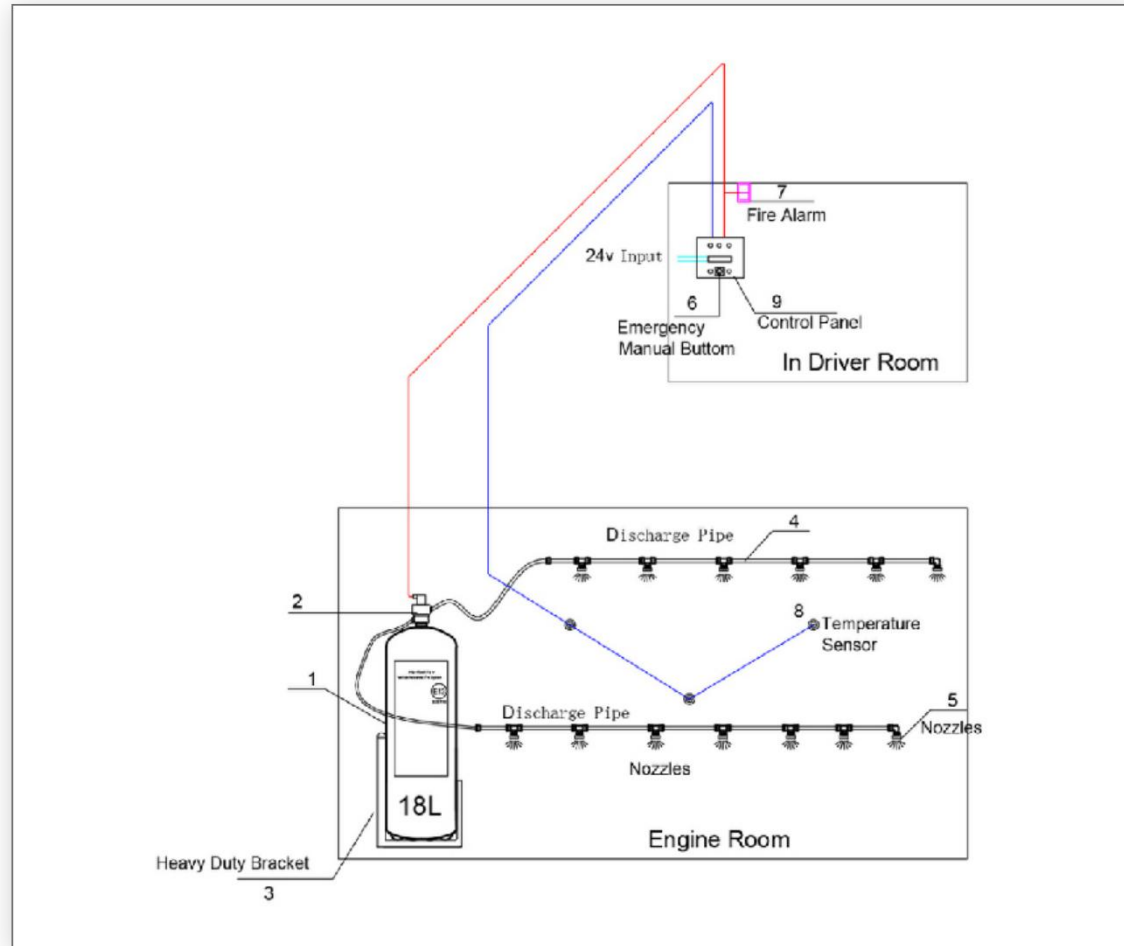 7
Fire Alarm
24v Input
6
9
Emergency
Manual Buttom
Control Panel
In Driver Room
4
Discharge Pipe
2
8
Temperature
Sensor
1
5
Discharge Pipe
Nozzles
Nozzles
18L
Engine Room
Heavy Duty Bracket
3